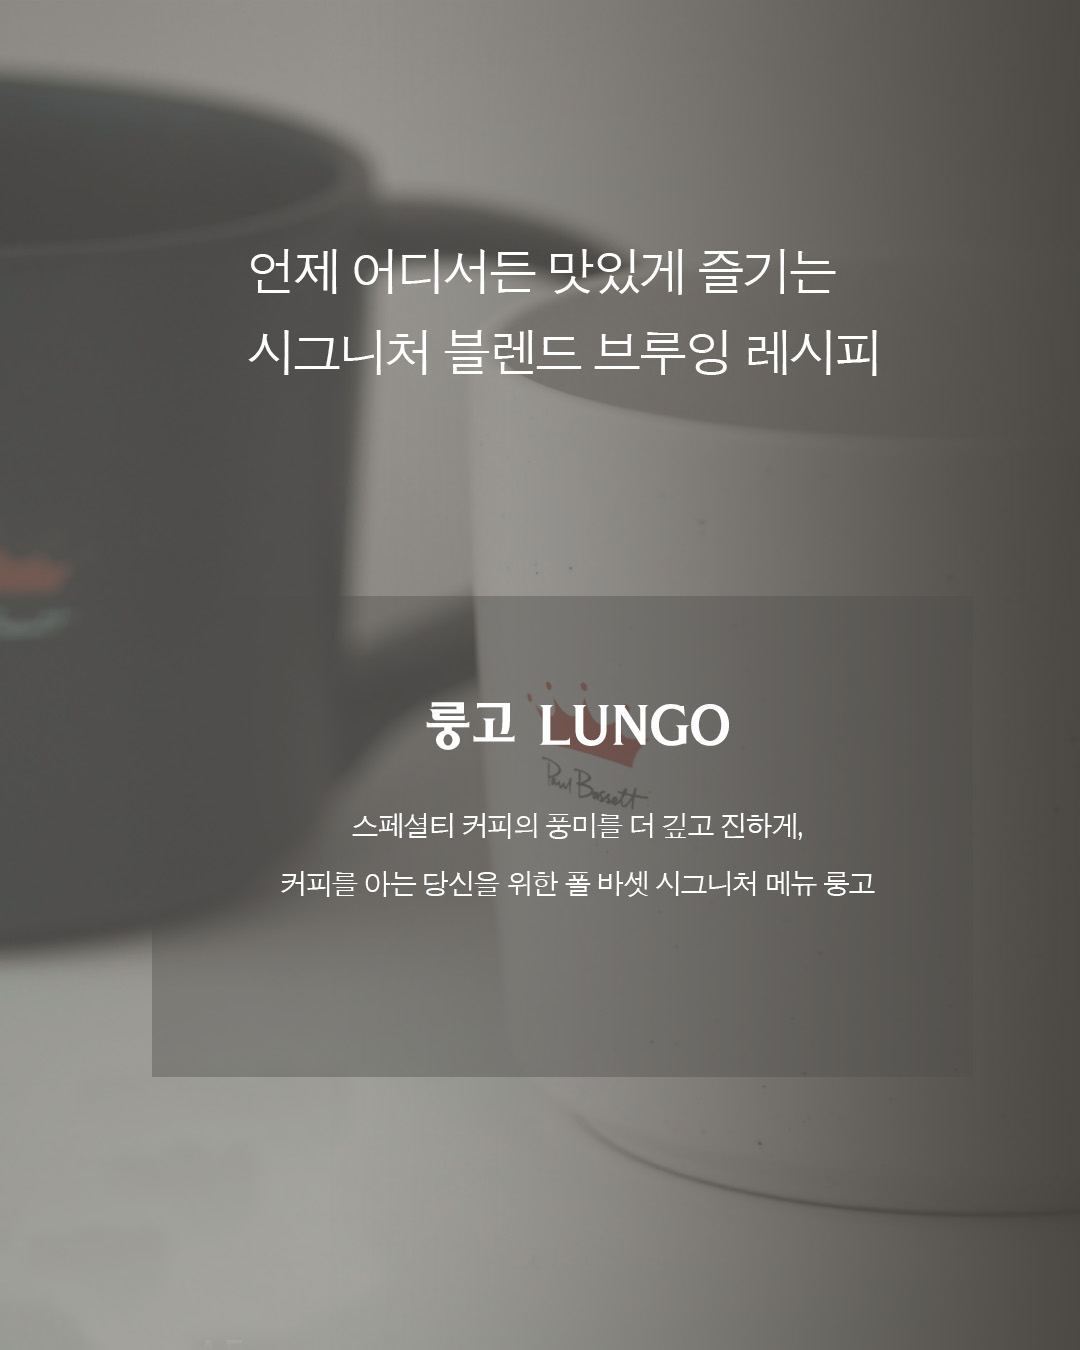 언제 어디서든 맛있게 즐기는
시그니처 블렌드 브루잉 레시피
룽고 LUNGO
Paul Bassett
스페셜티 커피의 풍미를 더 깊고 진하게,
커피를 아는 당신을 위한 폴 바셋 시그니처 메뉴 룽고